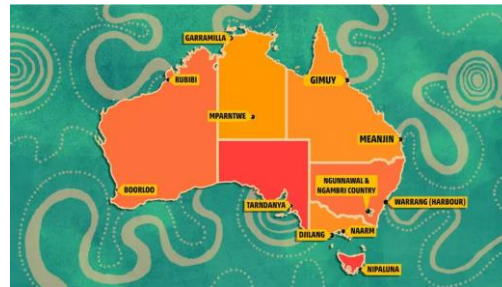 GARRAMILLA
RUBIBI
GIMUY
MPARNTWE
MEANJIN
NGUNNAWAL &
NGAMBRI COUNTRY
BOORLOO
TARNDANYA
WARRANG (HARBOUR)
DJILANG
NAARM
NIPALUNA